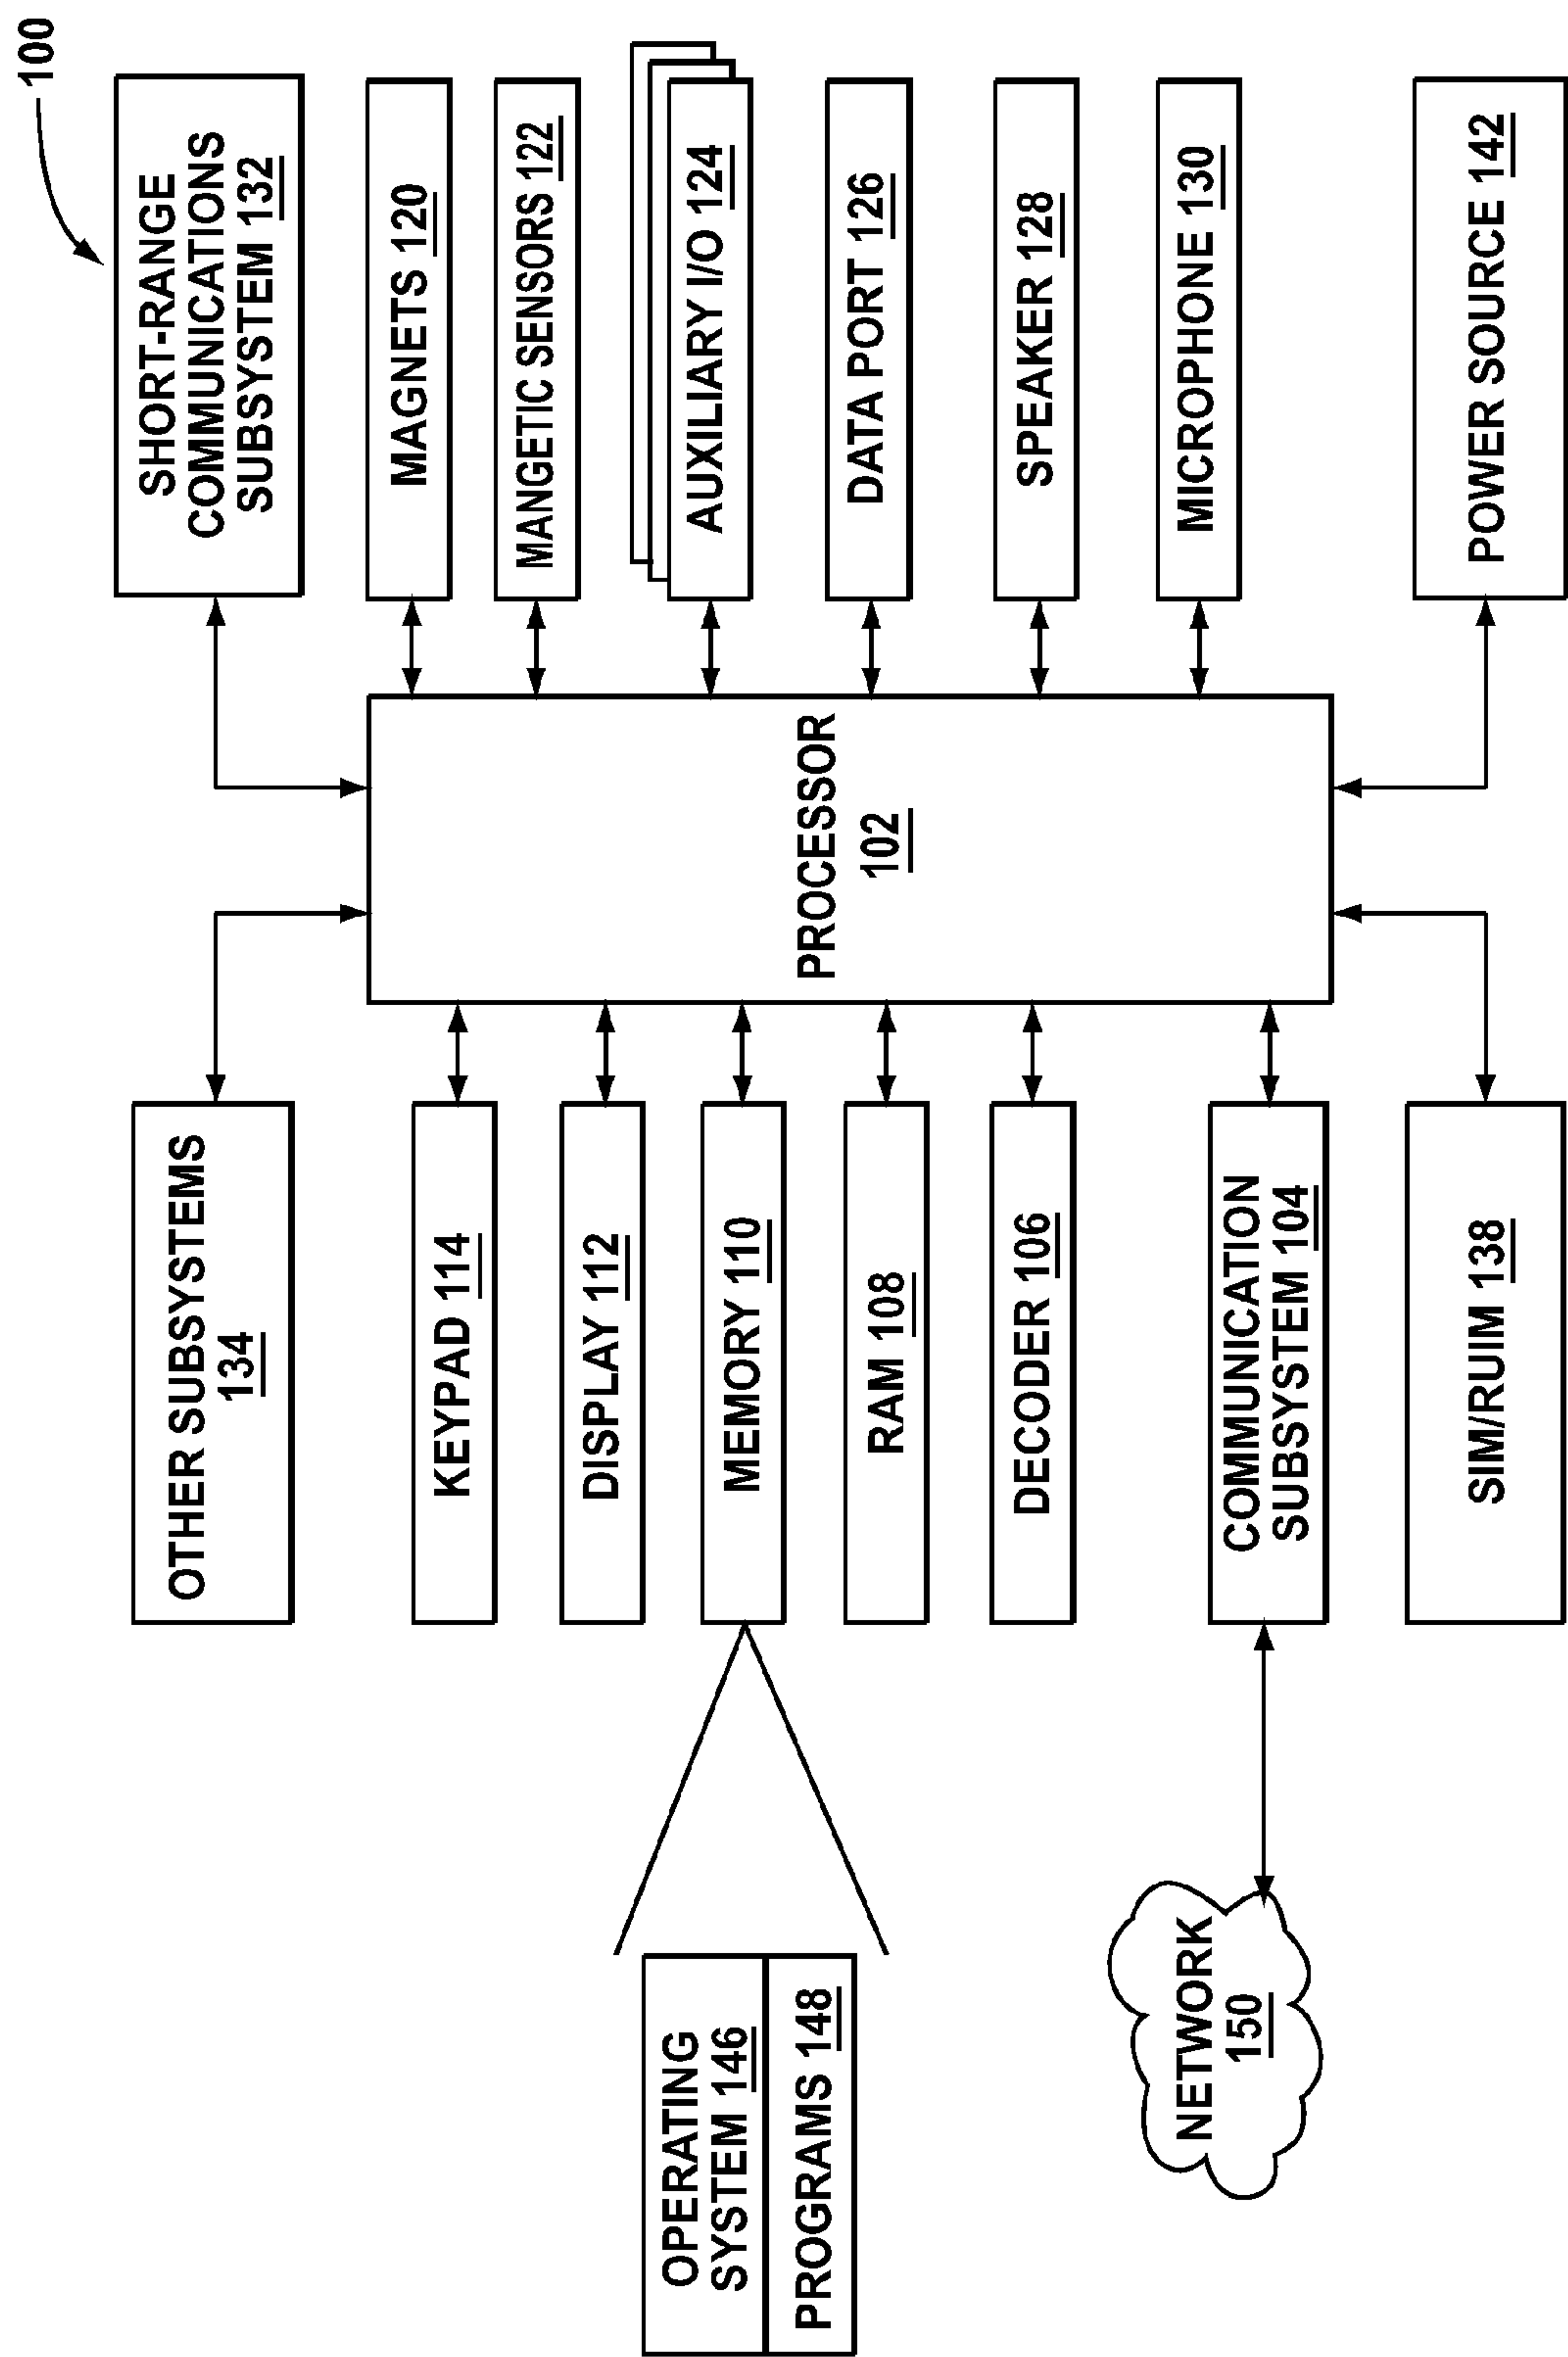 100
OTHER SUBSYSTEMS
134
SHORT-RANGE
COMMUNICATIONS
SUBSYSTEM 132
KEYPAD 114
DISPLAY 112
MEMORY 110
RAM 108
DECODER 106
COMMUNICATION
SUBSYSTEM 104
SIM/RUIM 138
PROCESSOR
102
MAGNETS 120
MANGETIC SENSORS 122
AUXILIARY I/O 124
DATA PORT 126
SPEAKER 128
MICROPHONE 130
POWER SOURCE 142
OPERATING
SYSTEM 146
PROGRAMS 148
NETWORK
150